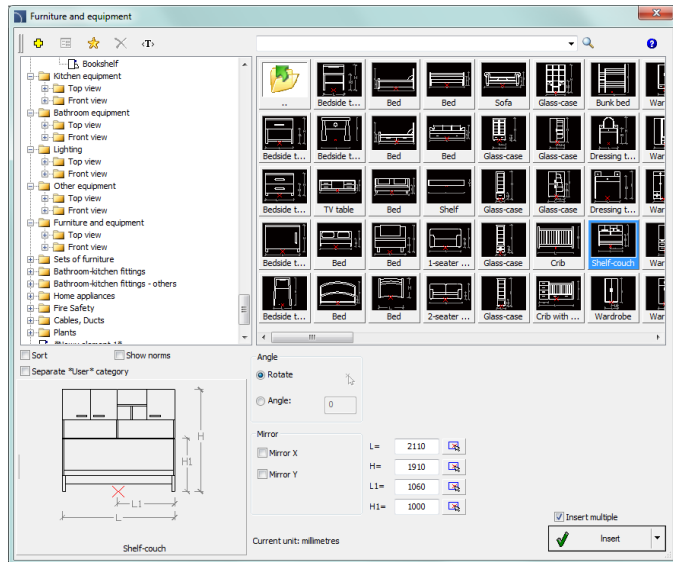 Furniture and equipment
<T>
Bookshelf
Kitchen equipment
Top view
Front view
Bathroom equipment
Top view
Front view
Lighting
Top view
Front view
Other equipment
Top view
Front view
Furniture and equipment
Top view
Front view
Sets of furniture
Bathroom-kitchen fittings
Bathroom-kitchen fittings - others
Home appliances
Fire Safety
Cables, Ducts
Plants
.. Bedside t... Bed Bed Sofa Glass-case Bunk bed War
Bedside t... Bedside t... Bed Bed Glass-case Glass-case Dressing t... War
Bedside t... TV table Bed Shelf Glass-case Glass-case Dressing t... War
Bedside t... Bed Bed 1-seater ... Glass-case Crib Shelf-couch War
Bedside t... Bed Bed 2-seater ... Glass-case Crib with ... Wardrobe War
Sort Show norms
Separate *User* category
H
H1
L1
L
Shelf-couch
Angle
Rotate
Angle: 0
Mirror
Mirror X
Mirror Y
L= 2110
H= 1910
L1= 1060
H1= 1000
Current unit: millimetres
Insert multiple
Insert